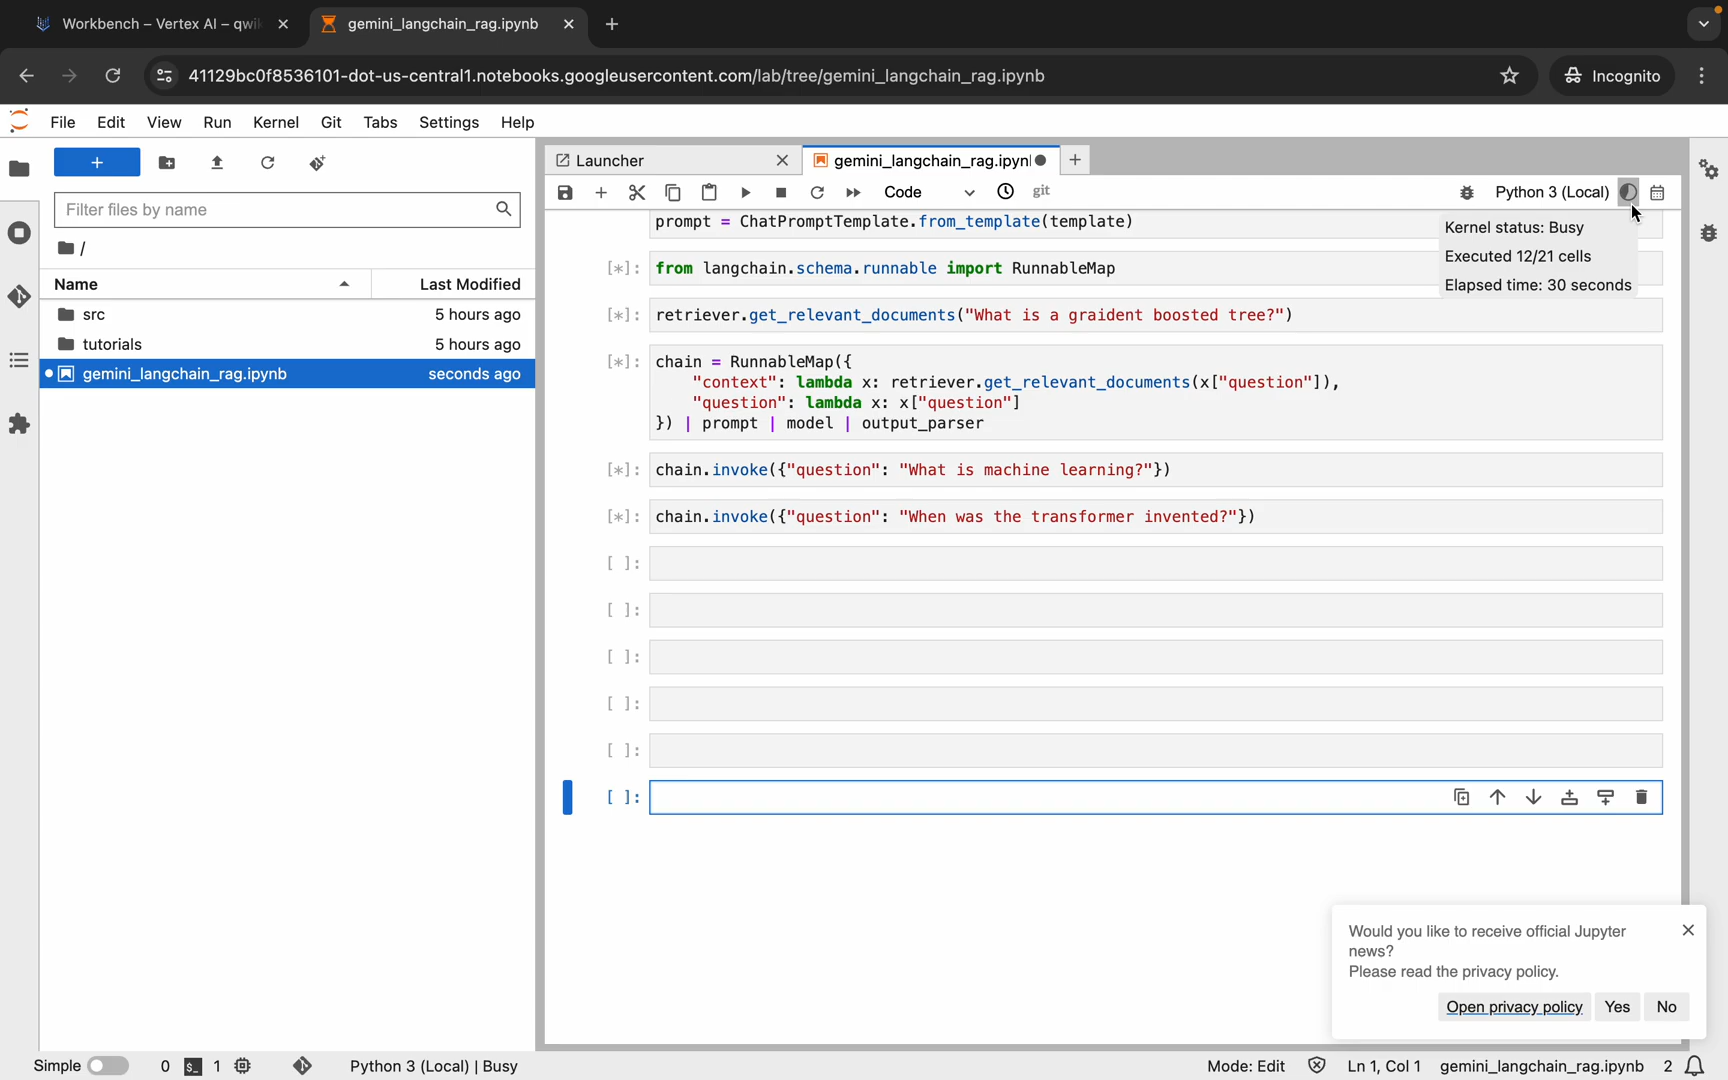 Workbench – Vertex AI – qwi
gemini_langchain_rag.ipynb
41129bc0f8536101-dot-us-central1.notebooks.googleusercontent.com/lab/tree/gemini_langchain_rag.ipynb
Incognito
File Edit View Run Kernel Git Tabs Settings Help
Filter files by name
/
Name Last Modified
src 5 hours ago
tutorials 5 hours ago
gemini_langchain_rag.ipynb seconds ago
Launcher
gemini_langchain_rag.ipynl
Code
git
Python 3 (Local)
Kernel status: Busy
Executed 12/21 cells
Elapsed time: 30 seconds
prompt = ChatPromptTemplate.from_template(template)
[*]: from langchain.schema.runnable import RunnableMap
[*]: retriever.get_relevant_documents("What is a graident boosted tree?")
[*]: chain = RunnableMap({
"context": lambda x: retriever.get_relevant_documents(x["question"]),
"question": lambda x: x["question"]
}) | prompt | model | output_parser
[*]: chain.invoke({"question": "What is machine learning?"})
[*]: chain.invoke({"question": "When was the transformer invented?"})
[ ]:
[ ]:
[ ]:
[ ]:
[ ]:
[ ]:
Would you like to receive official Jupyter
news?
Please read the privacy policy.
Open privacy policy Yes No
Simple 0 $_ 1 Python 3 (Local) | Busy Mode: Edit Ln 1, Col 1 gemini_langchain_rag.ipynb 2